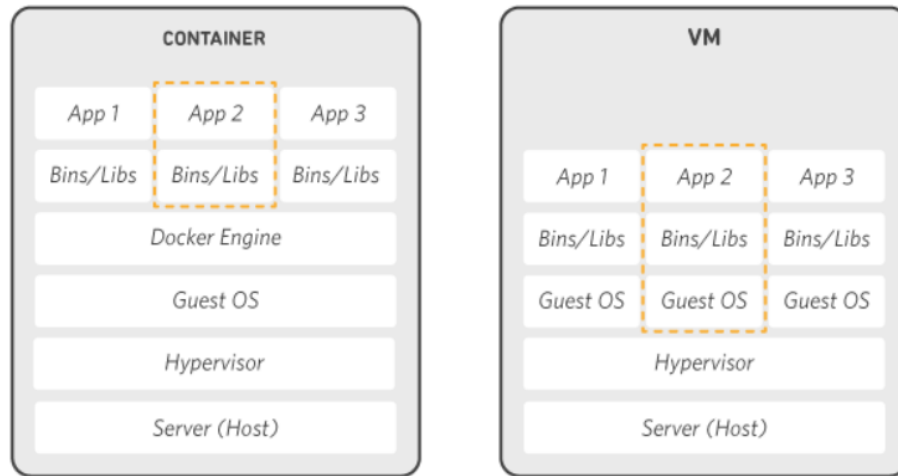 CONTAINER
App 1 App 2 App 3
Bins/Libs Bins/Libs Bins/Libs
Docker Engine
Guest OS
Hypervisor
Server (Host)
VM
App 1 App 2 App 3
Bins/Libs Bins/Libs Bins/Libs
Guest OS Guest OS Guest OS
Hypervisor
Server (Host)